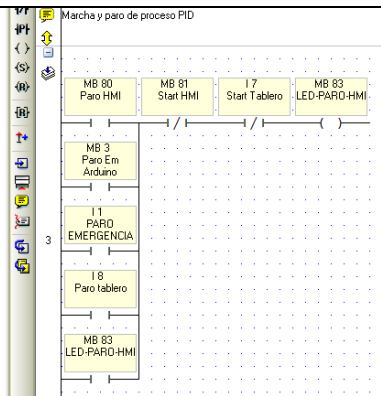 Marcha y paro de proceso PID
MB 80
Paro HMI
MB 81
Start HMI
I 7
Start Tablero
MB 83
LED-PARO-HMI
MB 3
Paro Em
Arduino
3
I 1
PARO
EMERGENCIA
I 8
Paro tablero
MB 83
LED-PARO-HMI